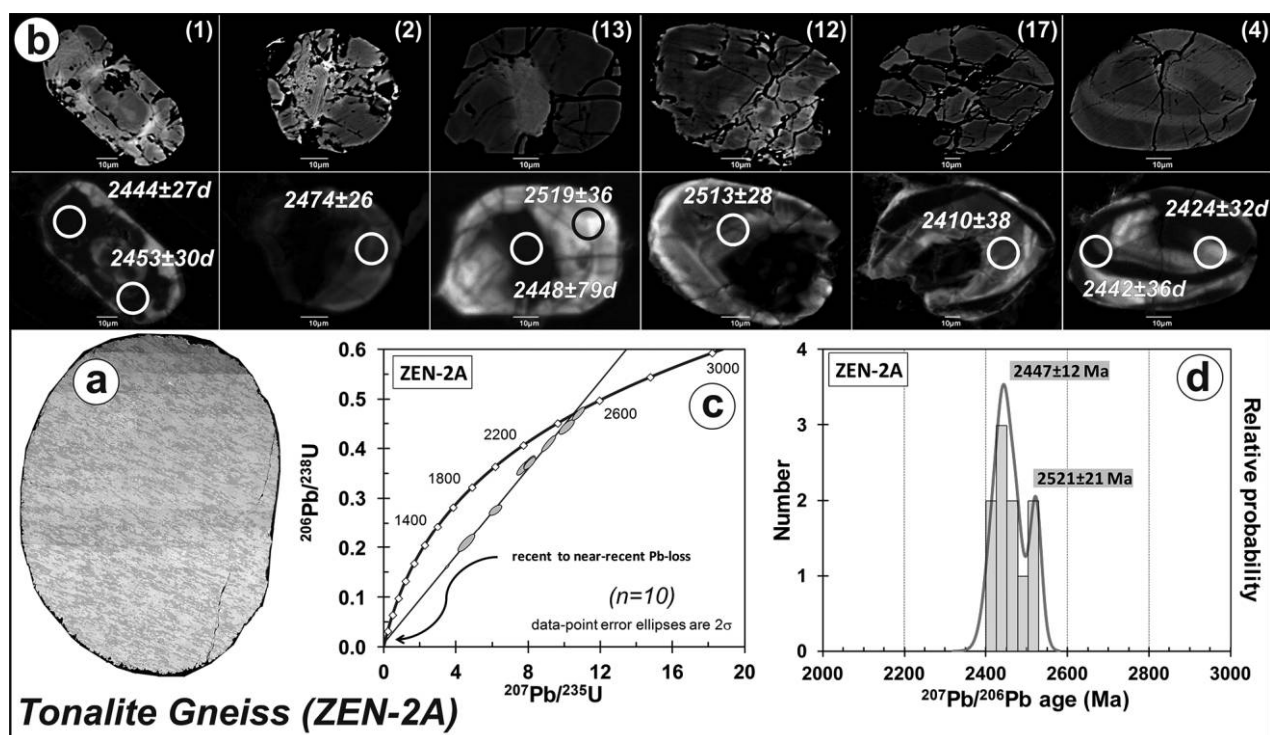 b
(1)
(2)
(13)
(12)
(17)
(4)
10µm
10µm
10µm
10µm
10µm
10µm
2444±27d
2453±30d
10µm
2474±26
10µm
2519±36
2448±79d
10µm
2513±28
10µm
2410±38
10µm
2424±32d
2442±36d
10µm
a
Tonalite Gneiss (ZEN-2A)
ZEN-2A
c
0.6
0.5
0.4
0.3
0.2
0.1
0.0
206Pb/238U
1400
1800
2200
2600
3000
recent to near-recent Pb-loss
(n=10)
data-point error ellipses are 2σ
0 4 8 12 16 20
207Pb/235U
ZEN-2A
d
4
3
2
1
0
Number
2447±12 Ma
2521±21 Ma
Relative probability
2000 2200 2400 2600 2800 3000
207Pb/206Pb age (Ma)